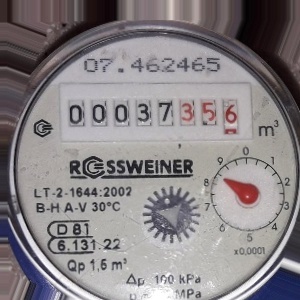 07.462465
00037356 m³
ROSSWEINER
LT-2-1644:2002
B-H A-V 30°C
D 81
6.131.22
Qp 1,5 m³
Δp 100 kPa
MPa
0
1
2
3
4
5
6
7
8
9
x0,0001